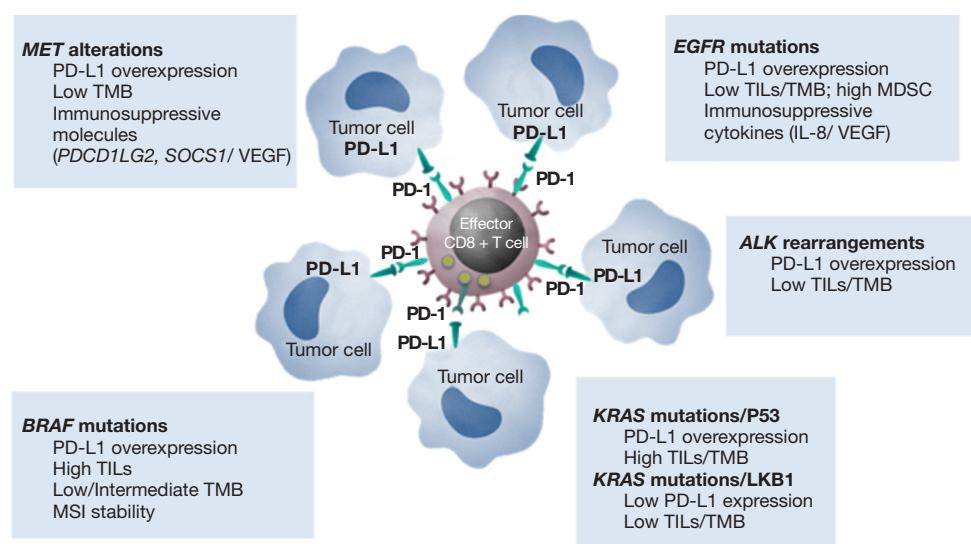 MET alterations
PD-L1 overexpression
Low TMB
Immunosuppressive
molecules
(PDCD1LG2, SOCS1/ VEGF)
EGFR mutations
PD-L1 overexpression
Low TILs/TMB; high MDSC
Immunosuppressive
cytokines (IL-8/ VEGF)
Tumor cell
PD-L1
Tumor cell
PD-L1
PD-1
PD-1
Effector
CD8 + T cell
PD-1
PD-L1
Tumor cell
Tumor cell
PD-L1
PD-1
ALK rearrangements
PD-L1 overexpression
Low TILs/TMB
PD-1
PD-L1
Tumor cell
BRAF mutations
PD-L1 overexpression
High TILs
Low/Intermediate TMB
MSI stability
KRAS mutations/P53
PD-L1 overexpression
High TILs/TMB
KRAS mutations/LKB1
Low PD-L1 expression
Low TILs/TMB